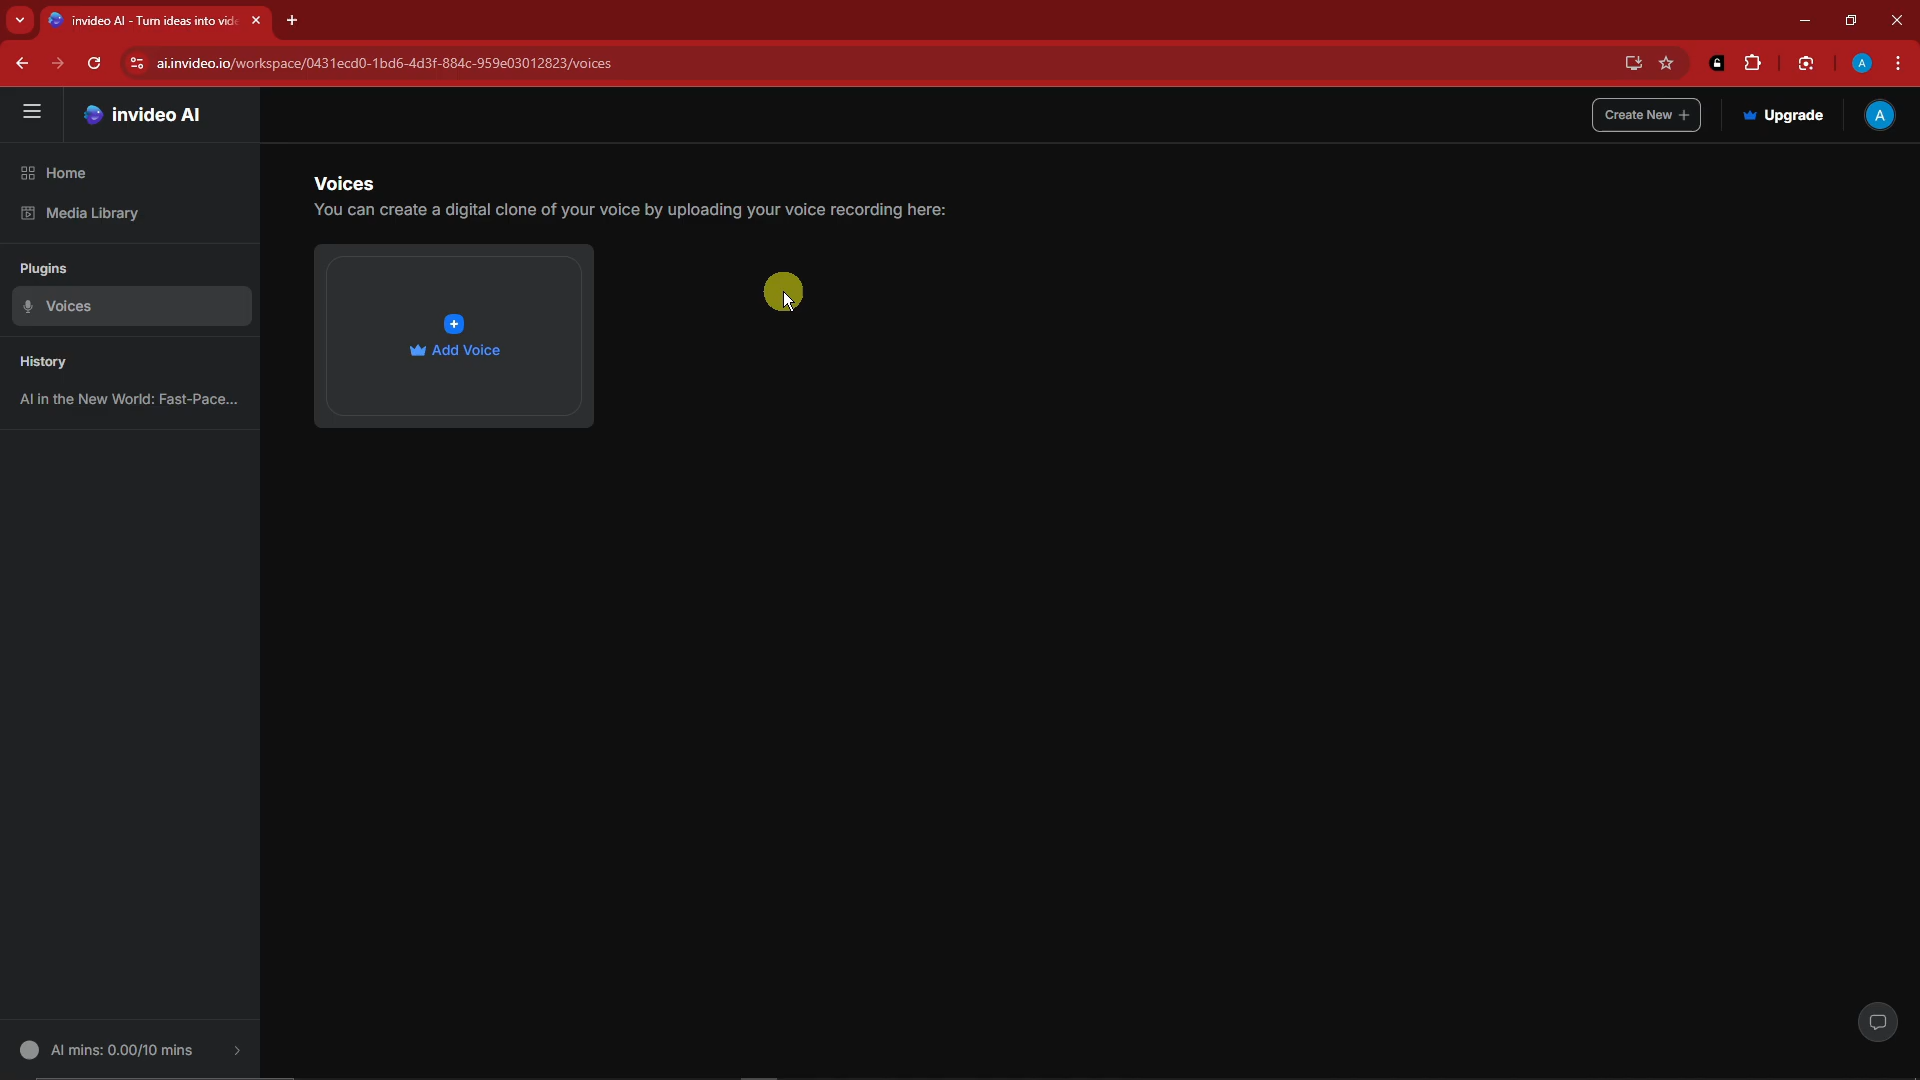 invideo AI - Turn ideas into vid
ai.invideo.io/workspace/0431ecd0-1bd6-4d3f-884c-959e03012823/voices
A
invideo AI
Create New +
Upgrade
A
Home
Media Library
Plugins
Voices
History
AI in the New World: Fast-Pace...
AI mins: 0.00/10 mins
Voices
You can create a digital clone of your voice by uploading your voice recording here:
Add Voice